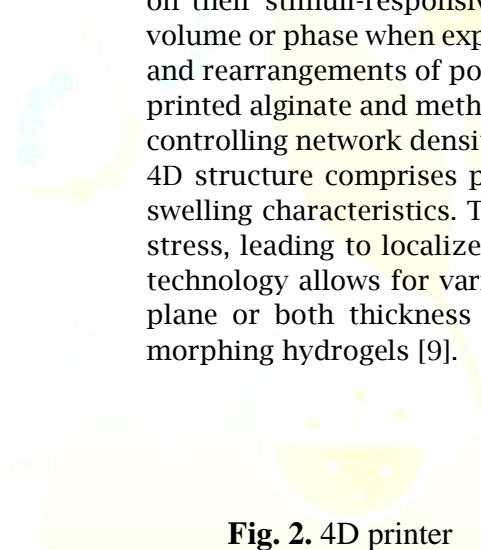 on their stimuli-responsiv
volume or phase when exp
and rearrangements of po
printed alginate and meth
controlling network densi
4D structure comprises p
swelling characteristics. T
stress, leading to localize
technology allows for vari
plane or both thickness
morphing hydrogels [9].
Fig. 2. 4D printer